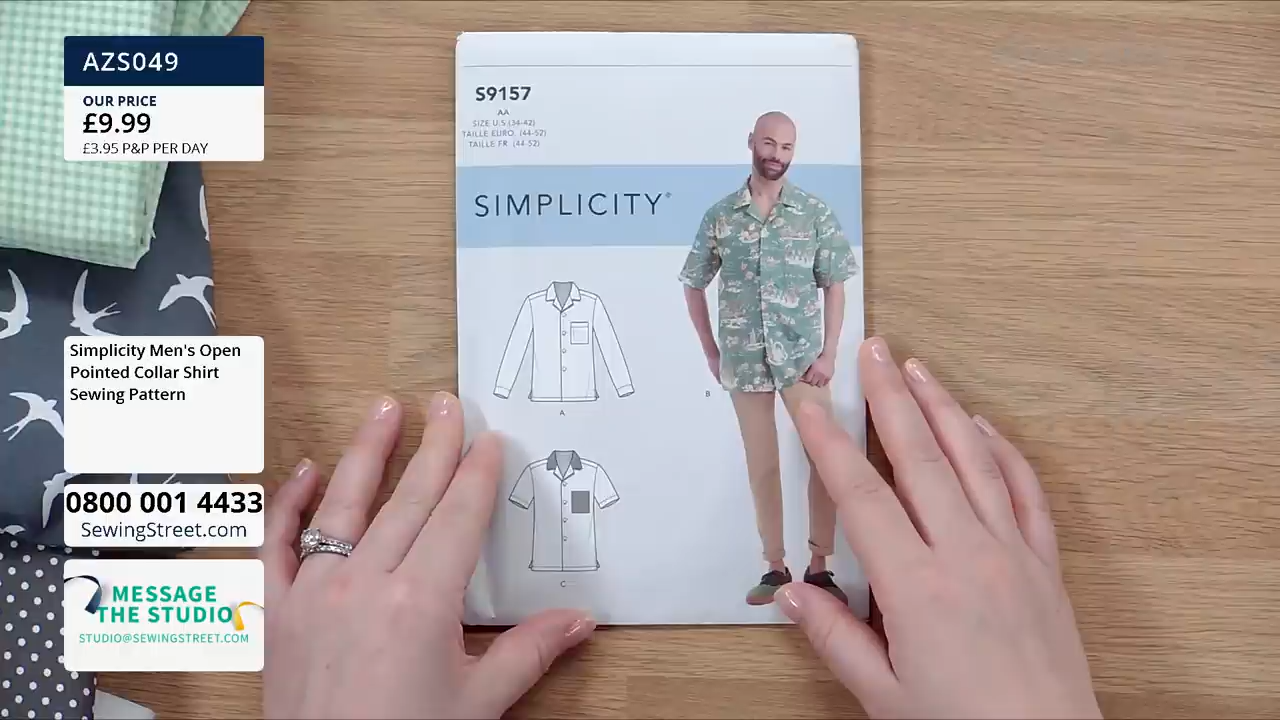 AZS049
OUR PRICE
£9.99
£3.95 P&P PER DAY
Simplicity Men's Open
Pointed Collar Shirt
Sewing Pattern
0800 001 4433
SewingStreet.com
MESSAGE
THE STUDIO
STUDIO@SEWINGSTREET.COM
S9157
AA
SIZE U.S (34-42)
TAILLE EURO. (44-52)
TAILLE FR. (44-52)
SIMPLICITY®
A
B
C